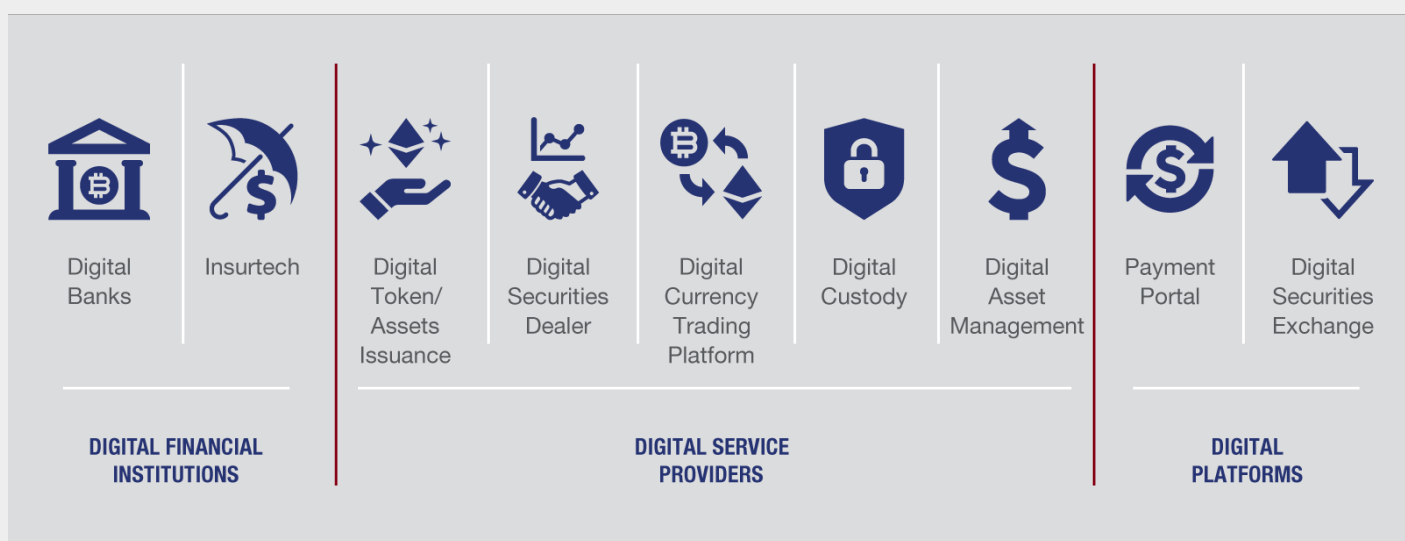 Digital
Banks
Insurtech
Digital
Token/
Assets
Issuance
Digital
Securities
Dealer
Digital
Currency
Trading
Platform
Digital
Custody
Digital
Asset
Management
Payment
Portal
Digital
Securities
Exchange
DIGITAL FINANCIAL
INSTITUTIONS
DIGITAL SERVICE
PROVIDERS
DIGITAL
PLATFORMS